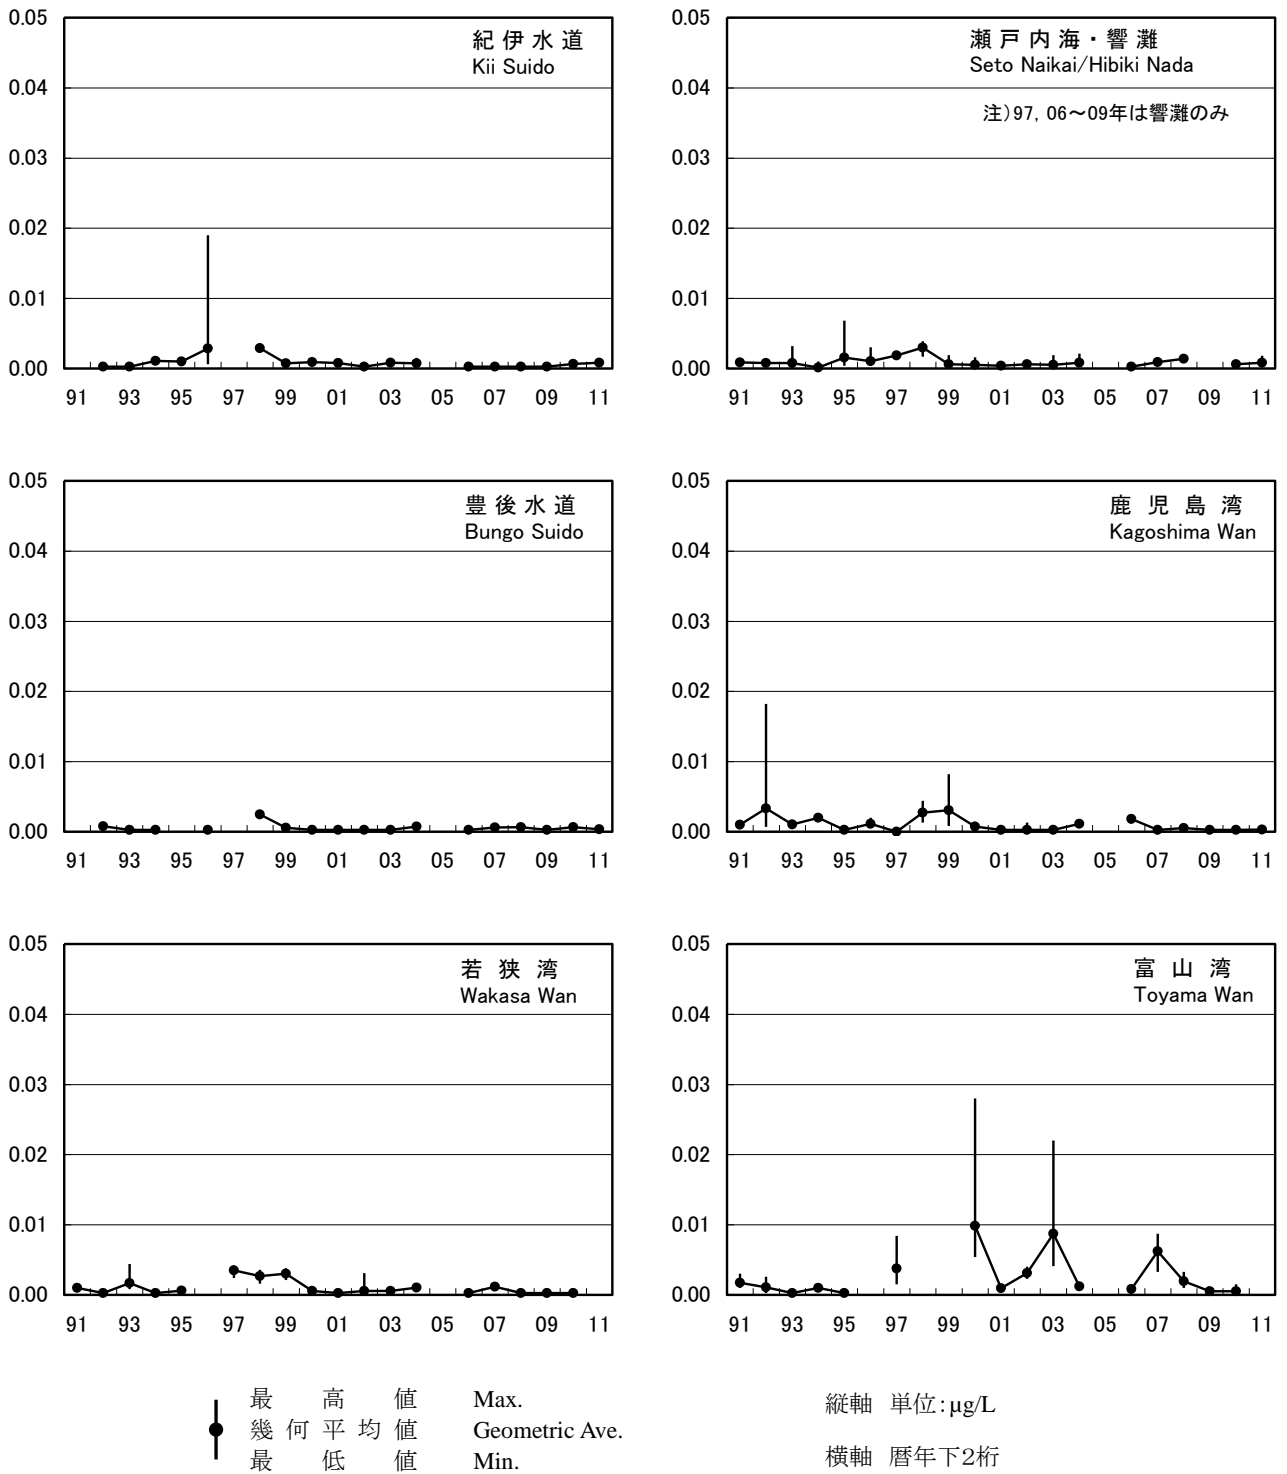 紀伊水道
Kii Suido
0.05
0.04
0.03
0.02
0.01
0.00
91 93 95 97 99 01 03 05 07 09 11
瀬戸内海・響灘
Seto Naikai/Hibiki Nada
注)97, 06～09年は響灘のみ
0.05
0.04
0.03
0.02
0.01
0.00
91 93 95 97 99 01 03 05 07 09 11
豊後水道
Bungo Suido
0.05
0.04
0.03
0.02
0.01
0.00
91 93 95 97 99 01 03 05 07 09 11
鹿児島湾
Kagoshima Wan
0.05
0.04
0.03
0.02
0.01
0.00
91 93 95 97 99 01 03 05 07 09 11
若狭湾
Wakasa Wan
0.05
0.04
0.03
0.02
0.01
0.00
91 93 95 97 99 01 03 05 07 09 11
富山湾
Toyama Wan
0.05
0.04
0.03
0.02
0.01
0.00
91 93 95 97 99 01 03 05 07 09 11
最高値 Max.
幾何平均値 Geometric Ave.
最低値 Min.
縦軸 単位:µg/L
横軸 暦年下2桁